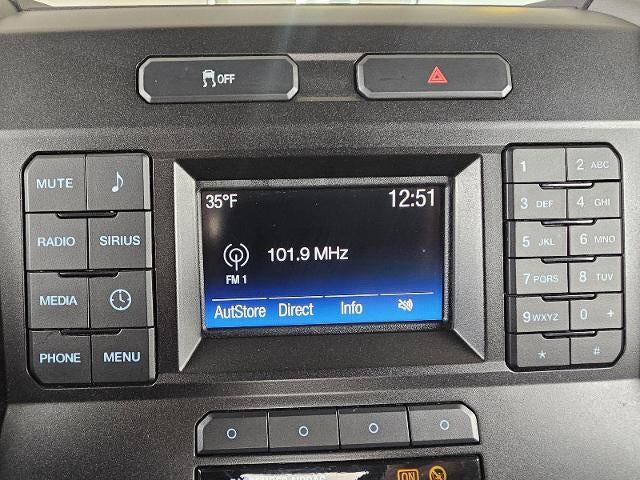 OFF
35°F 12:51
101.9 MHz
FM 1
AutStore Direct Info
MUTE
RADIO SIRIUS
MEDIA
PHONE MENU
1 2 ABC
3 DEF 4 GHI
5 JKL 6 MNO
7 PQRS 8 TUV
9 WXYZ 0 +
* #
ON